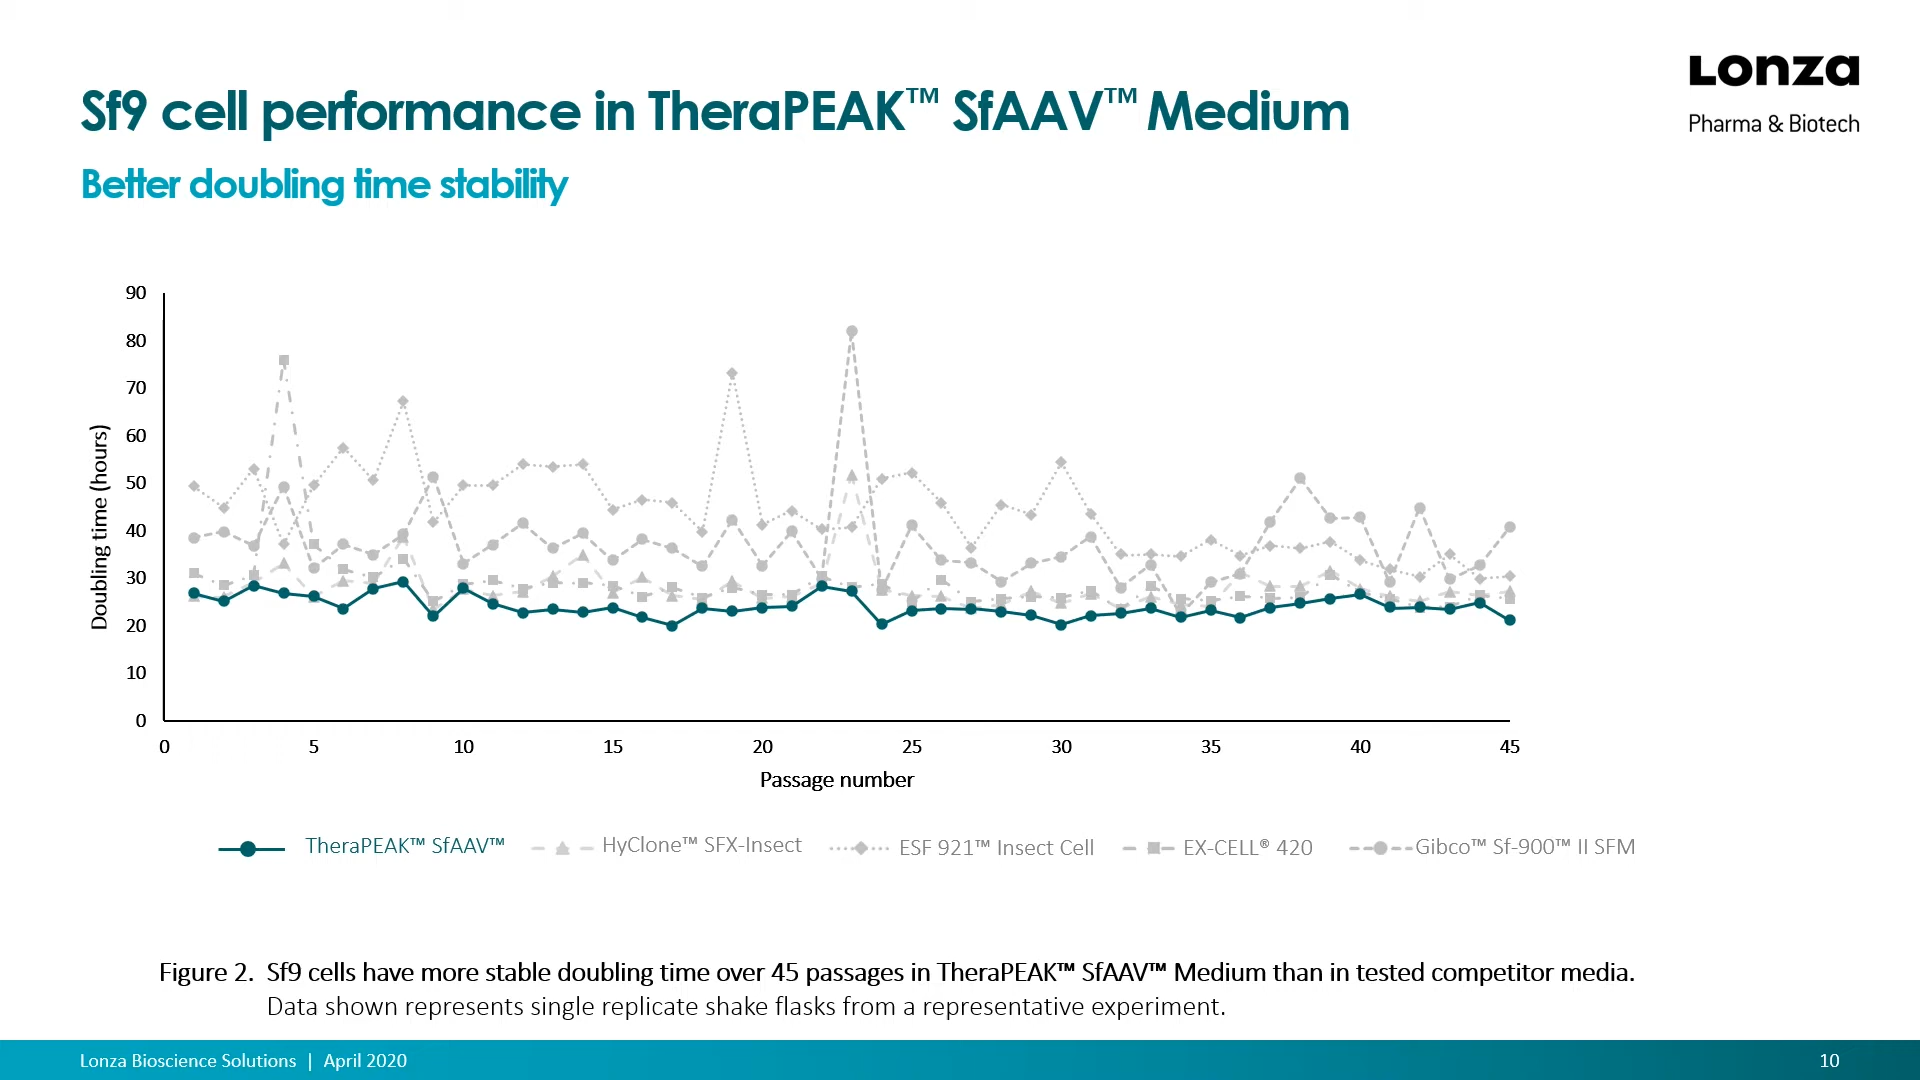 Lonza
Pharma & Biotech
Sf9 cell performance in TheraPEAK™ SfAAV™ Medium
Better doubling time stability
90
80
70
60
50
40
30
20
10
0
Doubling time (hours)
0 5 10 15 20 25 30 35 40 45
Passage number
TheraPEAK™ SfAAV™ HyClone™ SFX-Insect ESF 921™ Insect Cell EX-CELL® 420 Gibco™ Sf-900™ II SFM
Figure 2. Sf9 cells have more stable doubling time over 45 passages in TheraPEAK™ SfAAV™ Medium than in tested competitor media.
Data shown represents single replicate shake flasks from a representative experiment.
Lonza Bioscience Solutions | April 2020 10